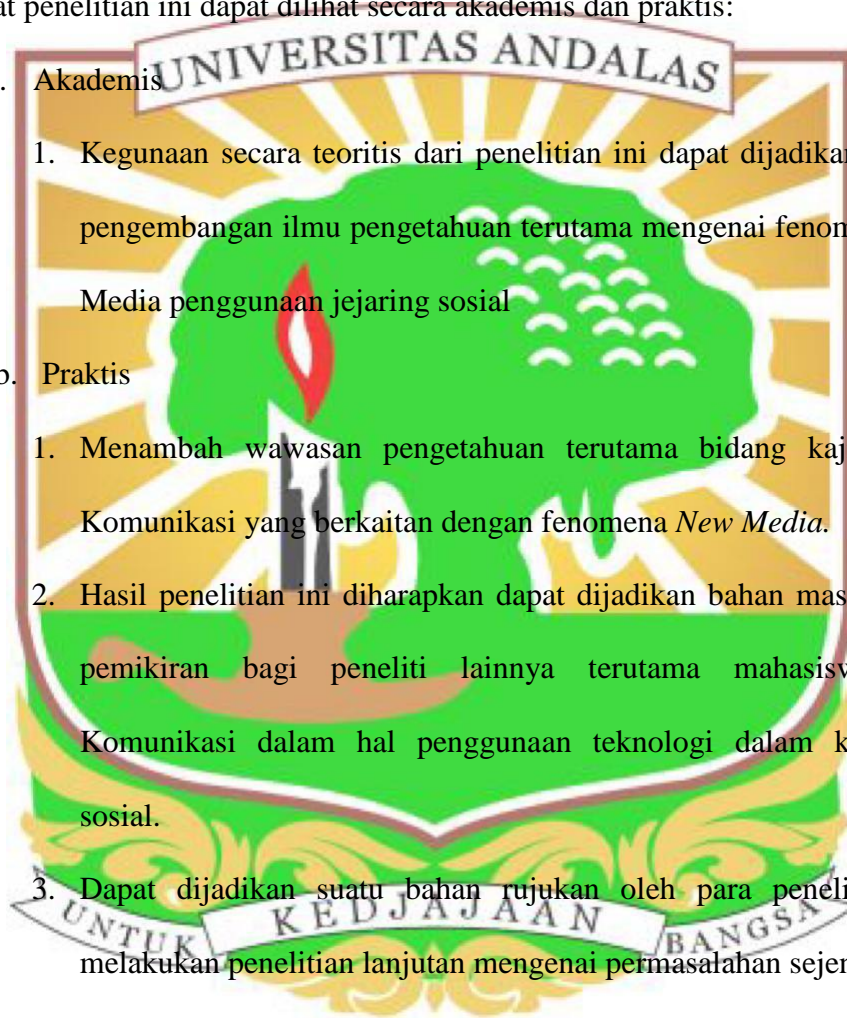 at penelitian ini dapat dilihat secara akademis dan praktis:
UNIVERSITAS ANDALAS
. Akademis
1. Kegunaan secara teoritis dari penelitian ini dapat dijadikan
pengembangan ilmu pengetahuan terutama mengenai fenom
Media penggunaan jejaring sosial
b. Praktis
1. Menambah wawasan pengetahuan terutama bidang kaj
Komunikasi yang berkaitan dengan fenomena New Media.
2. Hasil penelitian ini diharapkan dapat dijadikan bahan mas
pemikiran bagi peneliti lainnya terutama mahasisw
Komunikasi dalam hal penggunaan teknologi dalam k
sosial.
3. Dapat dijadikan suatu bahan rujukan oleh para peneli
UNTUK KEDJAJAAN BANGSA
melakukan penelitian lanjutan mengenai permasalahan sejen